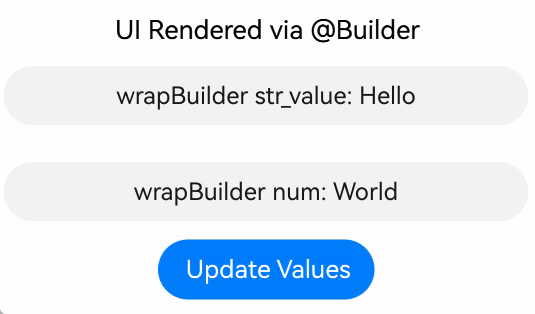 UI Rendered via @Builder
wrapBuilder str_value: Hello
wrapBuilder num: World
Update Values